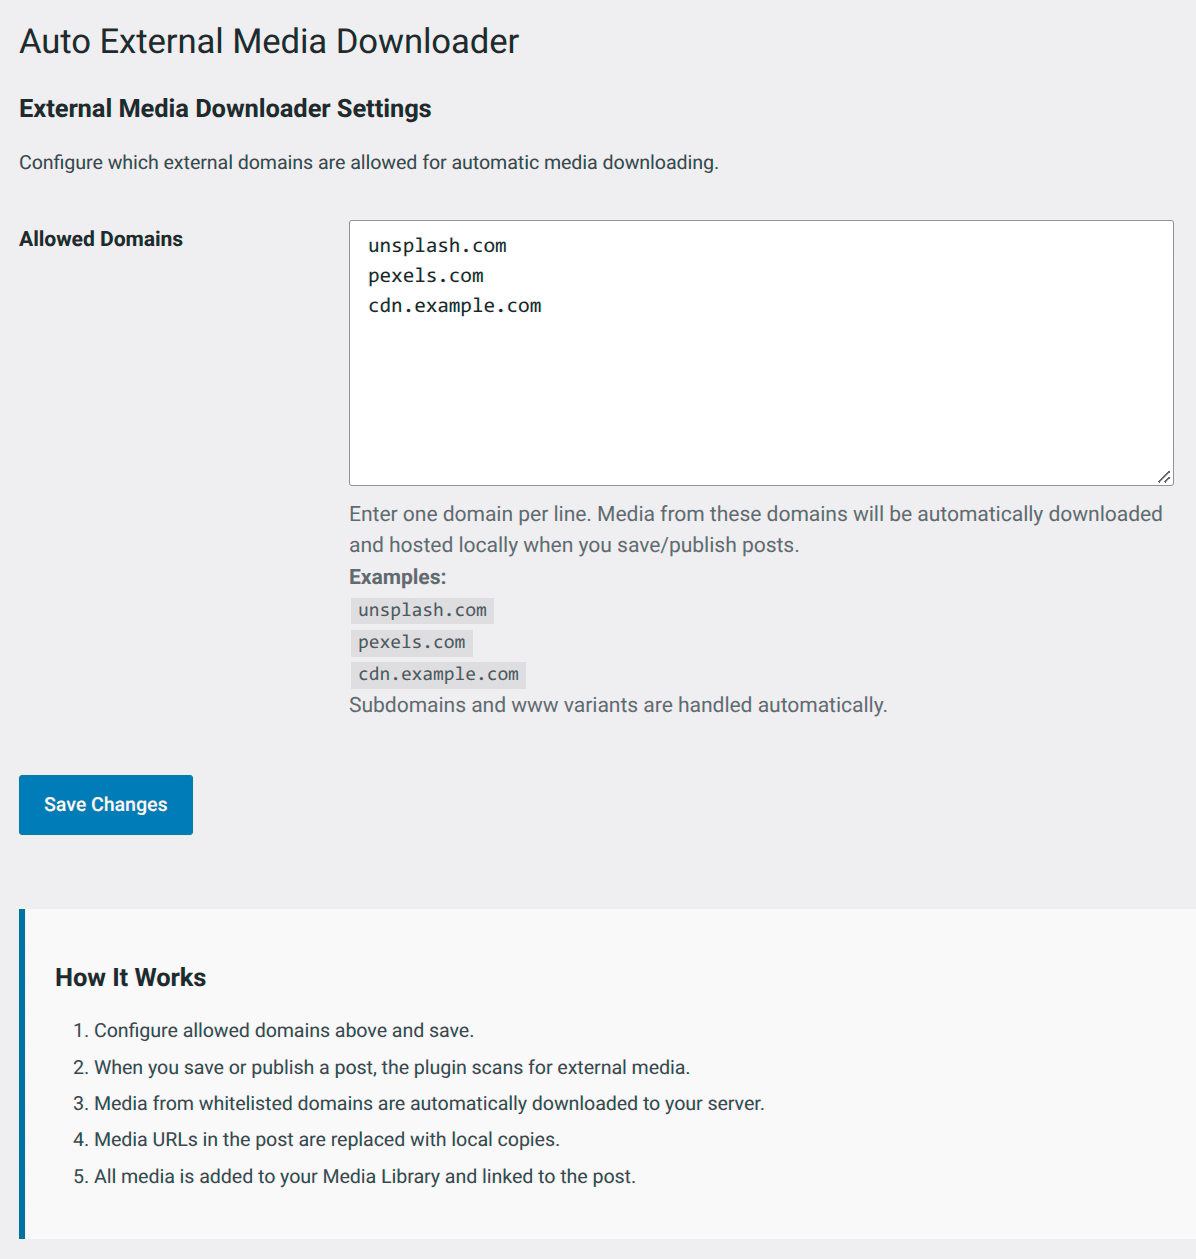 Auto External Media Downloader
External Media Downloader Settings
Configure which external domains are allowed for automatic media downloading.
Allowed Domains
unsplash.com
pexels.com
cdn.example.com
Enter one domain per line. Media from these domains will be automatically downloaded
and hosted locally when you save/publish posts.
Examples:
unsplash.com
pexels.com
cdn.example.com
Subdomains and www variants are handled automatically.
Save Changes
How It Works
1. Configure allowed domains above and save.
2. When you save or publish a post, the plugin scans for external media.
3. Media from whitelisted domains are automatically downloaded to your server.
4. Media URLs in the post are replaced with local copies.
5. All media is added to your Media Library and linked to the post.